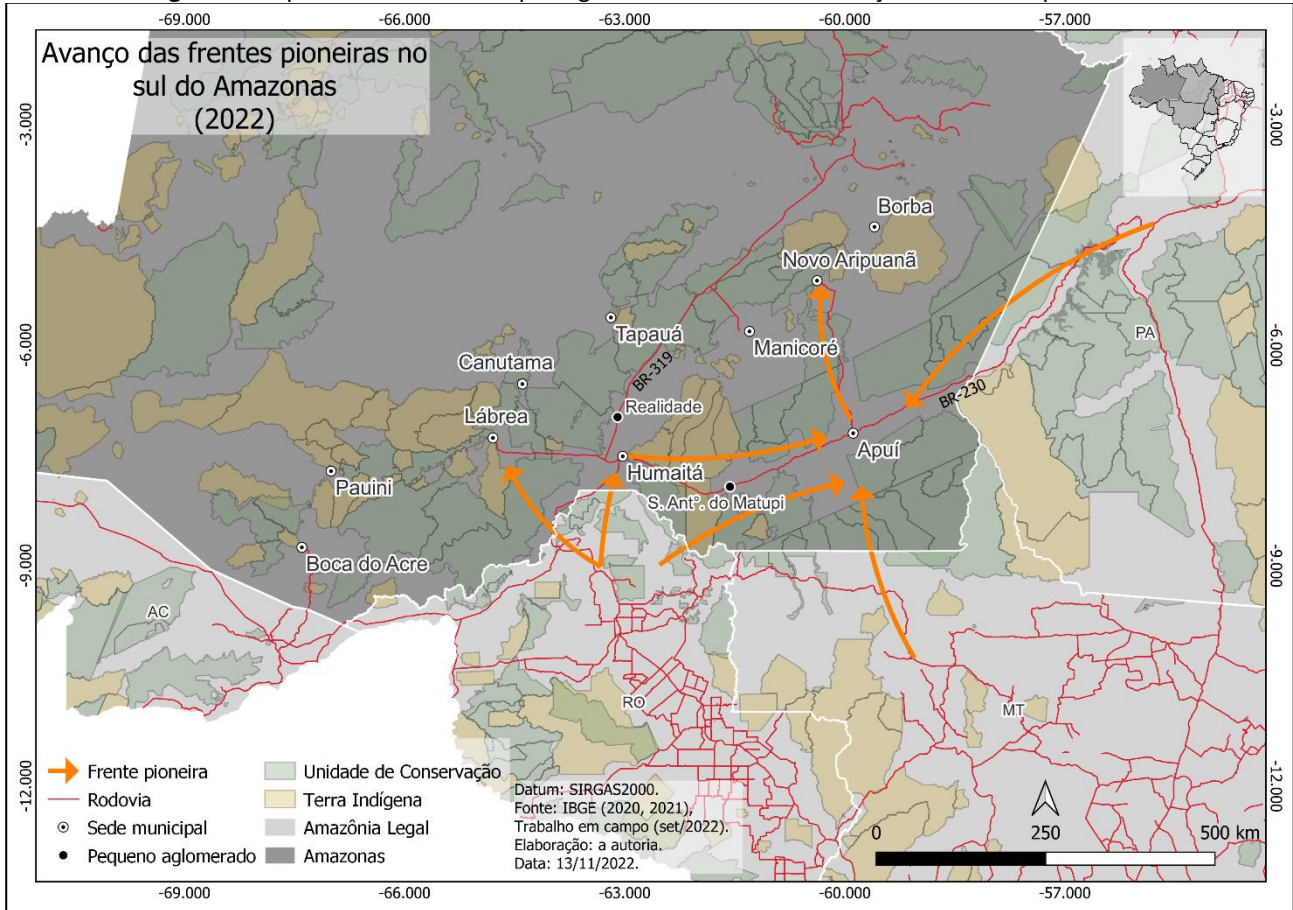 -69.000
-66.000
-63.000
-60.000
-57.000
Avanço das frentes pioneiras no
sul do Amazonas
(2022)
-3.000
-3.000
Borba
Novo Aripuanã
Tapauá
Manicoré
PA
-6.000
-6.000
Canutama
BR-319
Realidade
BR-230
Lábrea
Apuí
Humaitá
Pauini
S. Antº. do Matupi
Boca do Acre
-9.000
-9.000
AC
RO
MT
Frente pioneira
Rodovia
Sede municipal
Pequeno aglomerado
Unidade de Conservação
Terra Indígena
Amazônia Legal
Amazonas
Datum: SIRGAS2000.
Fonte: IBGE (2020, 2021),
Trabalho em campo (set/2022).
Elaboração: a autoria.
Data: 13/11/2022.
0
250
500 km
-12.000
-12.000
-69.000
-66.000
-63.000
-60.000
-57.000